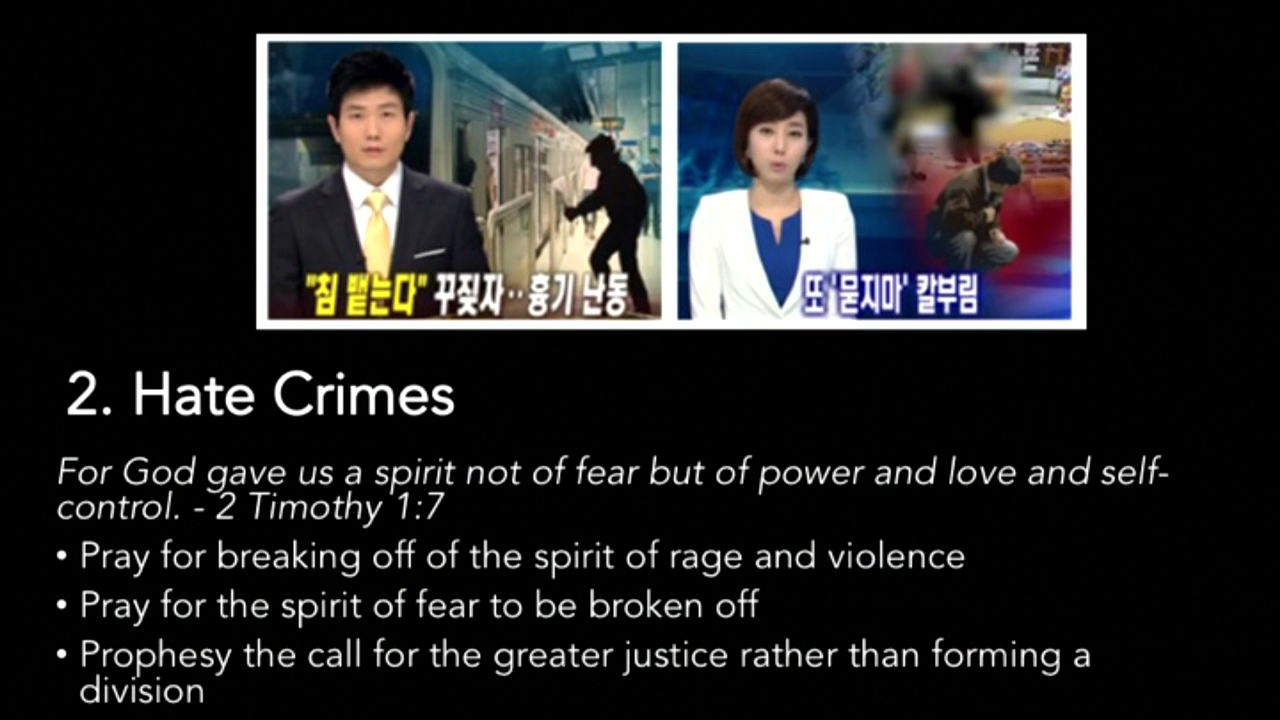 "침 뱉는다" 꾸짖자··흉기 난동
또 '묻지마' 칼부림
2. Hate Crimes
For God gave us a spirit not of fear but of power and love and self-
control. - 2 Timothy 1:7
• Pray for breaking off of the spirit of rage and violence
• Pray for the spirit of fear to be broken off
• Prophesy the call for the greater justice rather than forming a
division